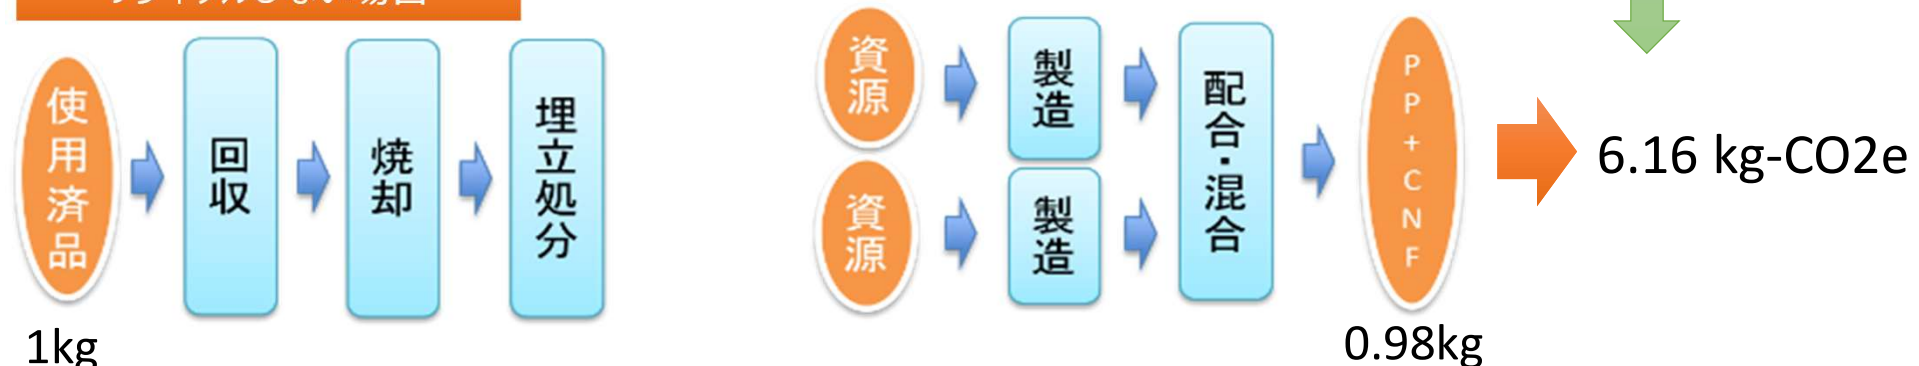 使用済品
回収
焼却
埋立処分
1kg
資源
製造
資源
製造
配合・混合
PP+CNF
0.98kg
6.16 kg-CO2e